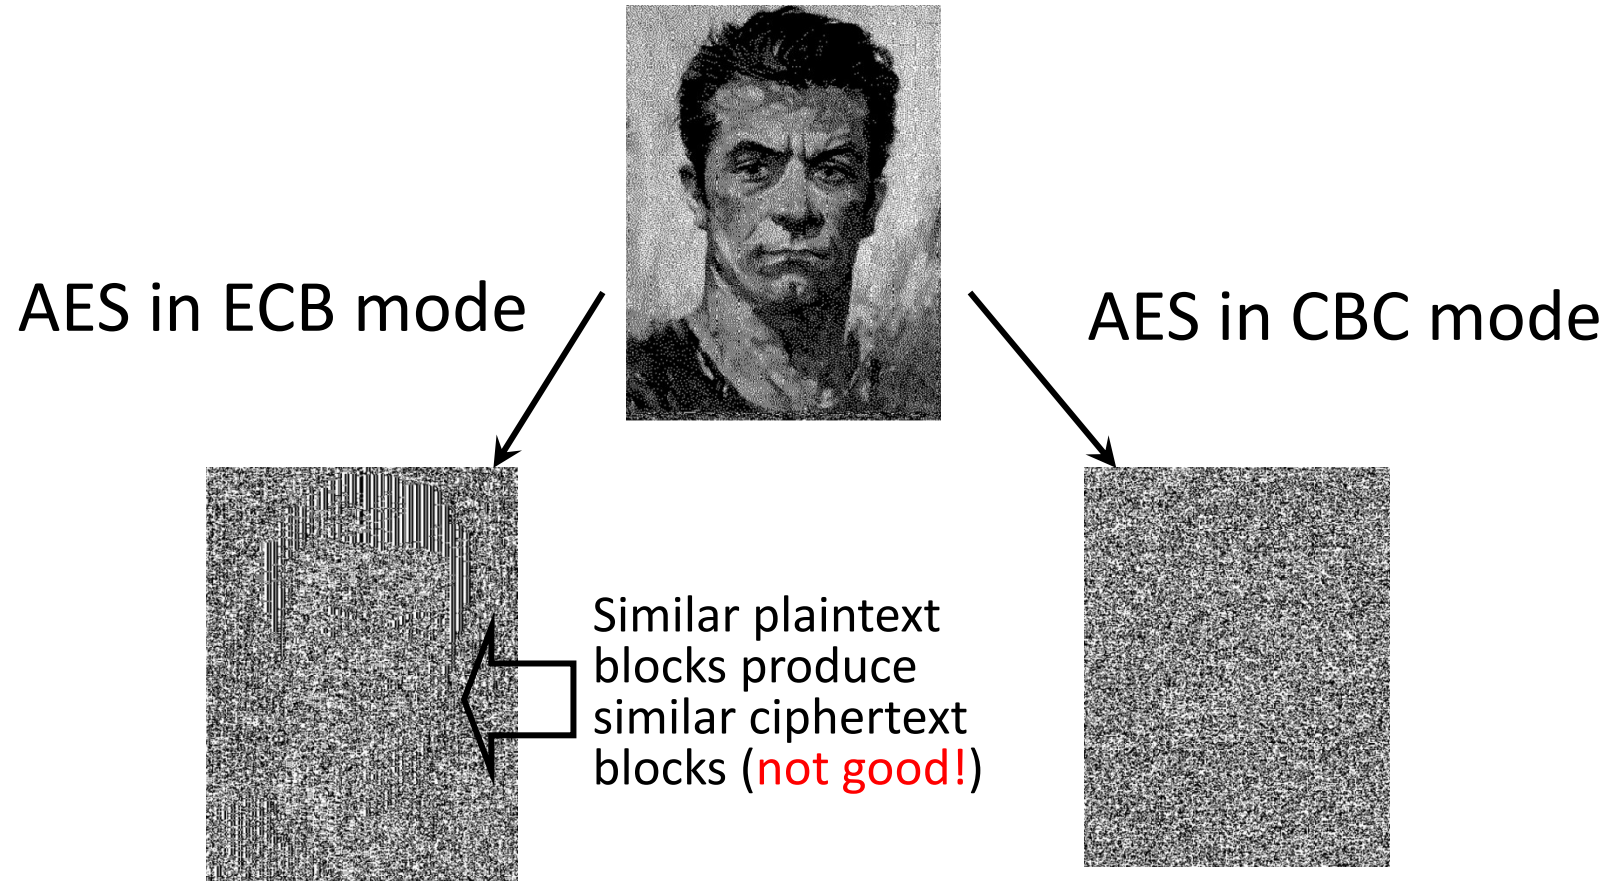 AES in ECB mode
AES in CBC mode
Similar plaintext
blocks produce
similar ciphertext
blocks (not good!)